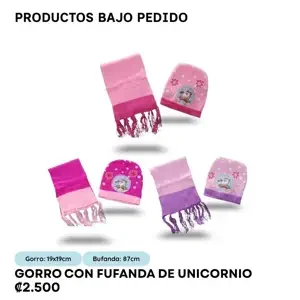 PRODUCTOS BAJO PEDIDO
Gorro: 19x19cm
Bufanda: 87cm
GORRO CON FUFANDA DE UNICORNIO
₡2.500